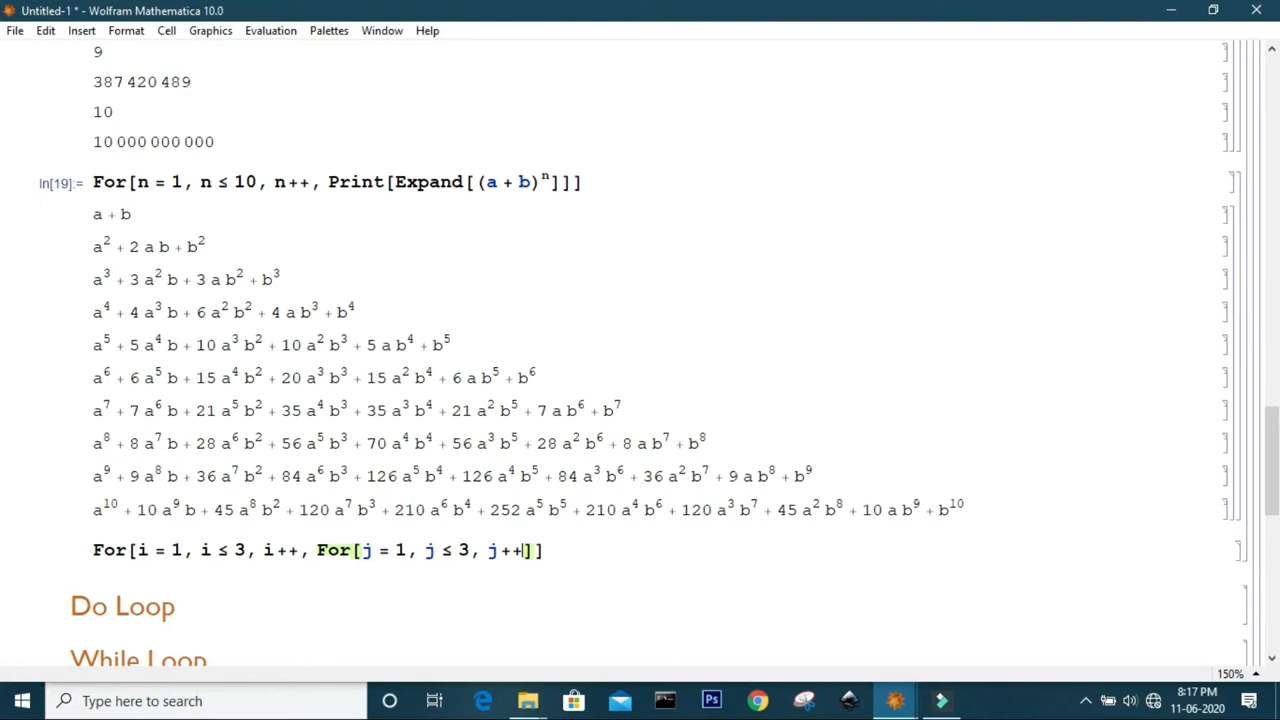 Untitled-1 * - Wolfram Mathematica 10.0
File Edit Insert Format Cell Graphics Evaluation Palettes Window Help
9
387 420 489
10
10 000 000 000
In[19]:= For[n = 1, n ≤ 10, n++, Print[Expand[(a + b)^n]]]
a + b
a² + 2 a b + b²
a³ + 3 a² b + 3 a b² + b³
a⁴ + 4 a³ b + 6 a² b² + 4 a b³ + b⁴
a⁵ + 5 a⁴ b + 10 a³ b² + 10 a² b³ + 5 a b⁴ + b⁵
a⁶ + 6 a⁵ b + 15 a⁴ b² + 20 a³ b³ + 15 a² b⁴ + 6 a b⁵ + b⁶
a⁷ + 7 a⁶ b + 21 a⁵ b² + 35 a⁴ b³ + 35 a³ b⁴ + 21 a² b⁵ + 7 a b⁶ + b⁷
a⁸ + 8 a⁷ b + 28 a⁶ b² + 56 a⁵ b³ + 70 a⁴ b⁴ + 56 a³ b⁵ + 28 a² b⁶ + 8 a b⁷ + b⁸
a⁹ + 9 a⁸ b + 36 a⁷ b² + 84 a⁶ b³ + 126 a⁵ b⁴ + 126 a⁴ b⁵ + 84 a³ b⁶ + 36 a² b⁷ + 9 a b⁸ + b⁹
a¹⁰ + 10 a⁹ b + 45 a⁸ b² + 120 a⁷ b³ + 210 a⁶ b⁴ + 252 a⁵ b⁵ + 210 a⁴ b⁶ + 120 a³ b⁷ + 45 a² b⁸ + 10 a b⁹ + b¹⁰
For[i = 1, i ≤ 3, i++, For[j = 1, j ≤ 3, j++]]
Do Loop
While Loop
150%
Type here to search
Ps
8:17 PM
11-06-2020